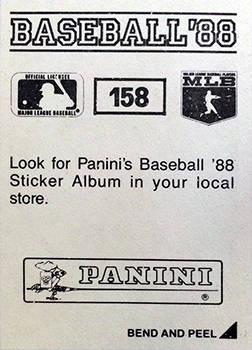 BASEBALL '88
OFFICIAL LICENSEE
MAJOR LEAGUE BASEBALL
158
MAJOR LEAGUE BASEBALL PLAYERS
MLB
Look for Panini's Baseball '88
Sticker Album in your local
store.
PANINI
®
BEND AND PEEL